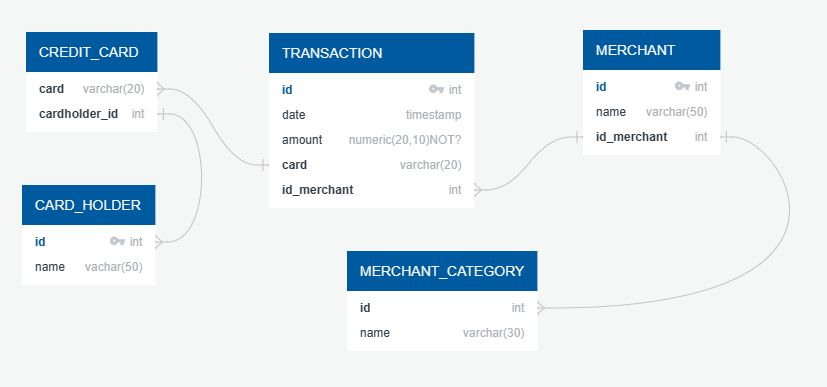 CREDIT_CARD
card varchar(20)
cardholder_id int
CARD_HOLDER
id int
name vachar(50)
TRANSACTION
id int
date timestamp
amount numeric(20,10)NOT?
card varchar(20)
id_merchant int
MERCHANT
id int
name varchar(50)
id_merchant int
MERCHANT_CATEGORY
id int
name varchar(30)